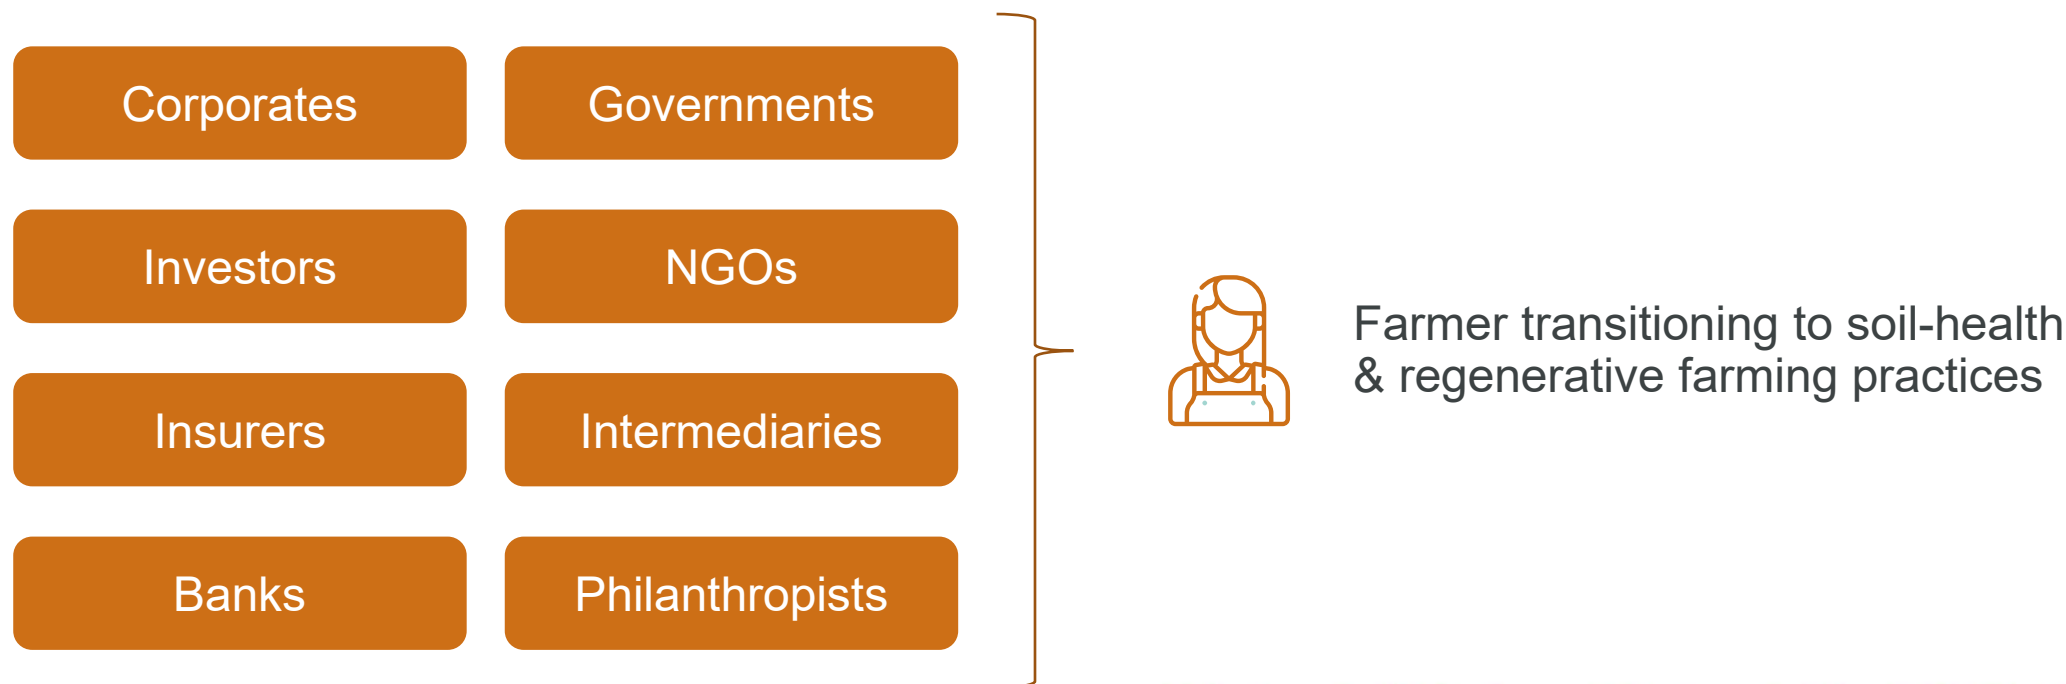 Corporates
Governments
Investors
NGOs
Insurers
Intermediaries
Banks
Philanthropists
Farmer transitioning to soil-health
& regenerative farming practices